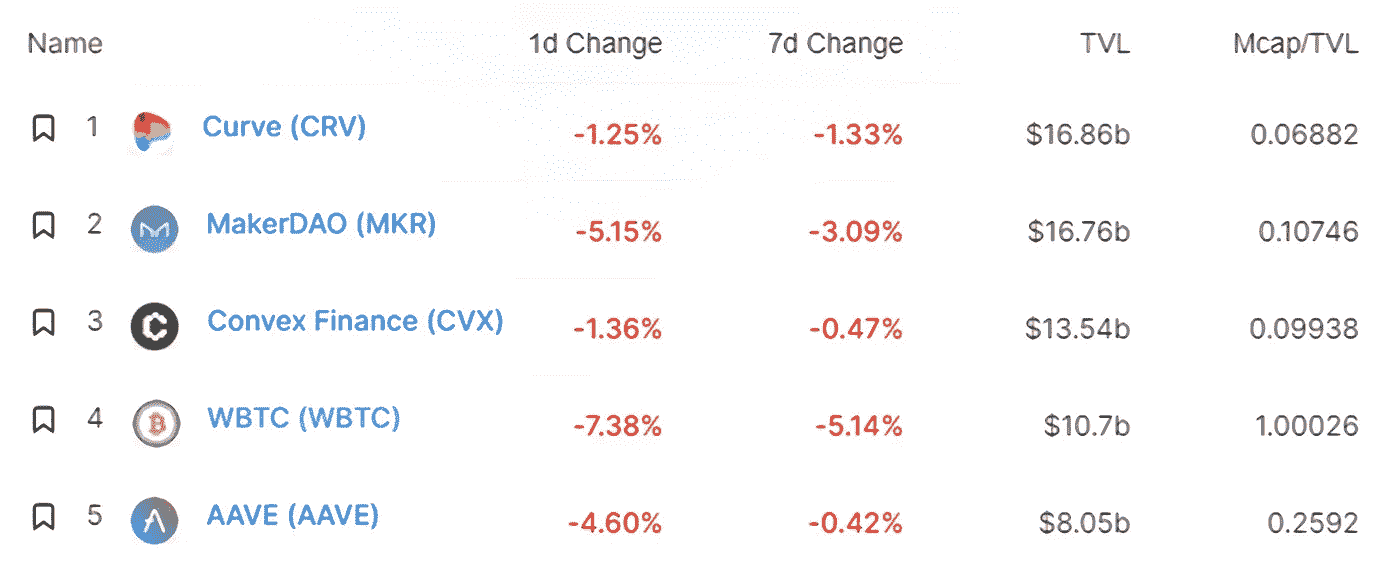 Name 1d Change 7d Change TVL Mcap/TVL
1 Curve (CRV) -1.25% -1.33% $16.86b 0.06882
2 MakerDAO (MKR) -5.15% -3.09% $16.76b 0.10746
3 Convex Finance (CVX) -1.36% -0.47% $13.54b 0.09938
4 WBTC (WBTC) -7.38% -5.14% $10.7b 1.00026
5 AAVE (AAVE) -4.60% -0.42% $8.05b 0.2592